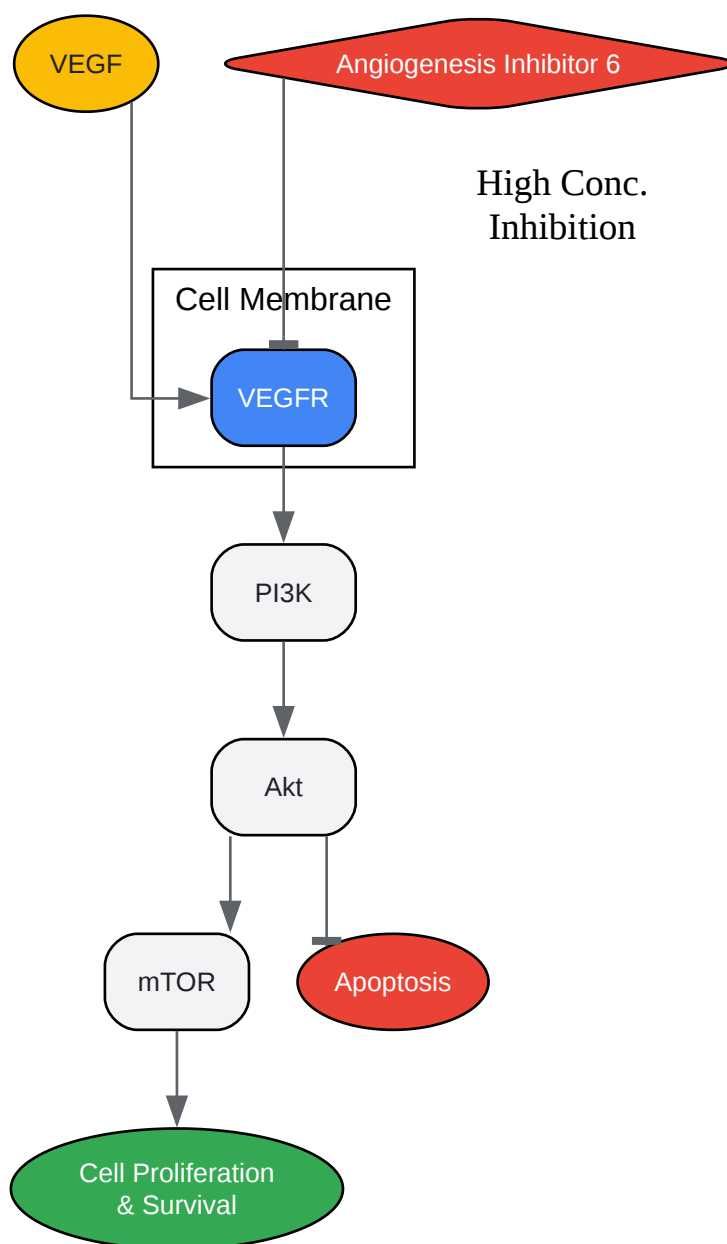 VEGF
Angiogenesis Inhibitor 6
High Conc.
Inhibition
Cell Membrane
VEGFR
PI3K
Akt
mTOR
Apoptosis
Cell Proliferation
& Survival